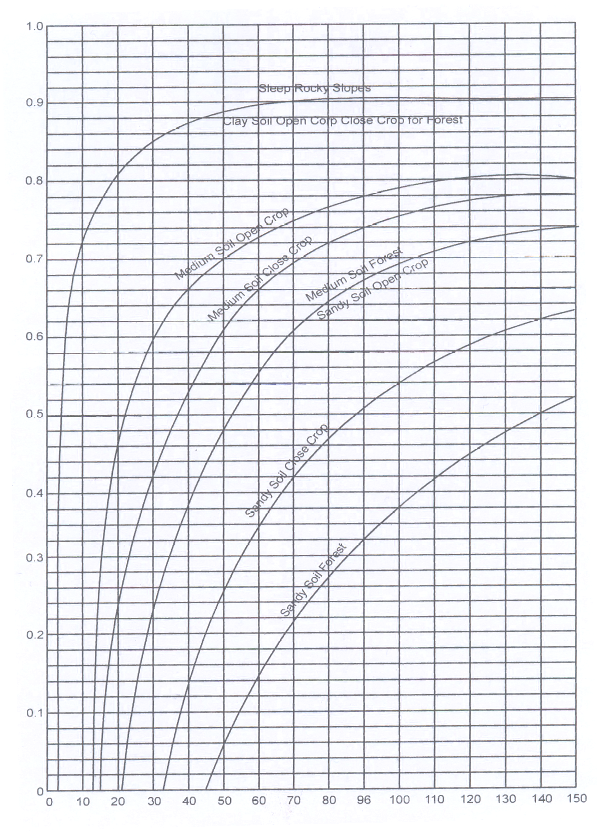 1.0
0.9
0.8
0.7
0.6
0.5
0.4
0.3
0.2
0.1
0
Sleep Rocky Slopes
Clay Soil Open Corp Close Crop for Forest
Medium Soil Open Crop
Medium Soil Close Crop
Medium Soil Forest
Sandy Soil Open Crop
Sandy Soil Close Crop
Sandy Soil Forest
0 10 20 30 40 50 60 70 80 96 100 110 120 130 140 150